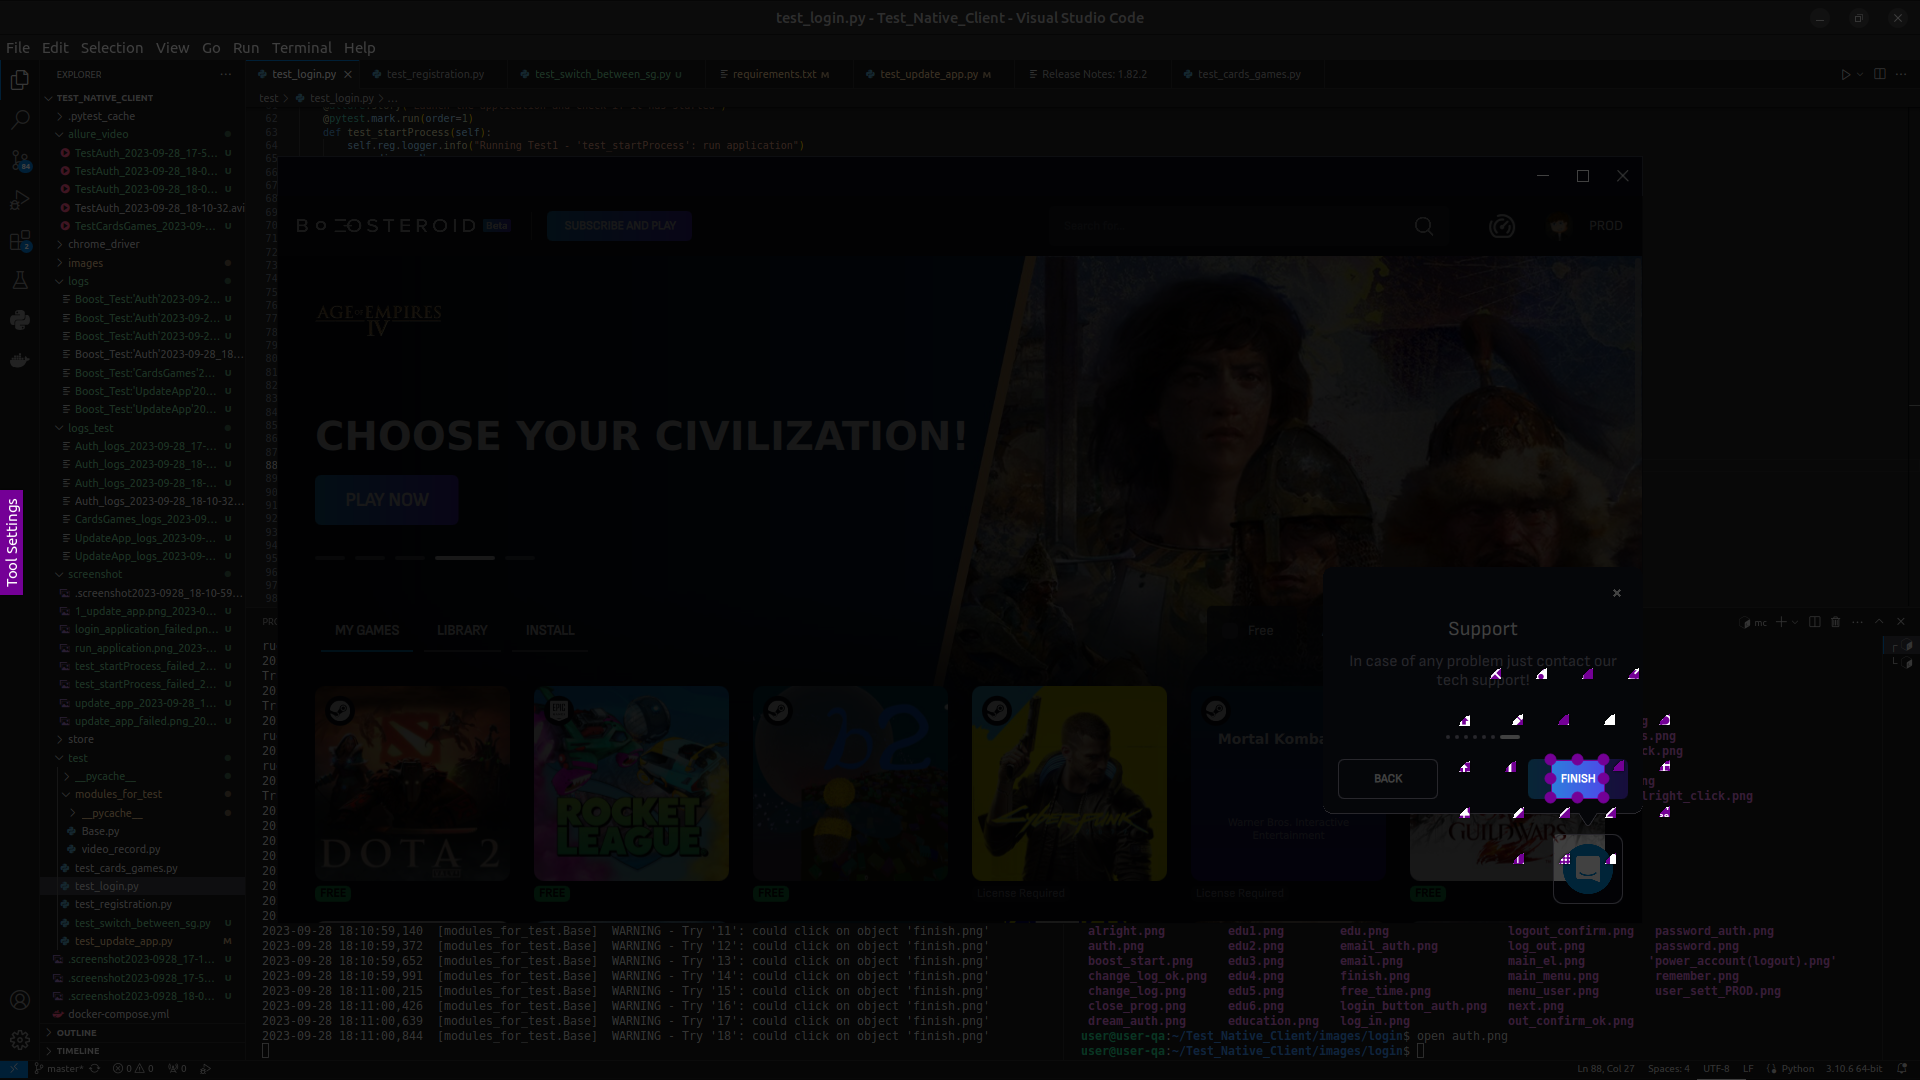 test_login.py - Test_Native_Client - Visual Studio Code
File Edit Selection View Go Run Terminal Help
EXPLORER
test_login.py
test_registration.py
test_switch_between_sg.py U
requirements.txt M
test_update_app.py M
Release Notes: 1.82.2
test_cards_games.py
TEST_NATIVE_CLIENT
test > test_login.py > ...
.pytest_cache
allure_video
TestAuth_2023-09-28_17-5... U
TestAuth_2023-09-28_18-0... U
TestAuth_2023-09-28_18-0... U
TestAuth_2023-09-28_18-10-32.avi
TestCardsGames_2023-09-... U
chrome_driver
images
logs
Boost_Test:'Auth'2023-09-2... U
Boost_Test:'Auth'2023-09-2... U
Boost_Test:'Auth'2023-09-2... U
Boost_Test:'Auth'2023-09-28_18...
Boost_Test:'CardsGames'2... U
Boost_Test:'UpdateApp'20... U
Boost_Test:'UpdateApp'20... U
logs_test
Auth_logs_2023-09-28_17-... U
Auth_logs_2023-09-28_18-... U
Auth_logs_2023-09-28_18-... U
Auth_logs_2023-09-28_18-10-32...
CardsGames_logs_2023-09... U
UpdateApp_logs_2023-09-... U
UpdateApp_logs_2023-09-... U
screenshot
.screenshot2023-0928_18-10-59...
1_update_app.png_2023-0... U
login_application_failed.pn... U
run_application.png_2023-... U
test_startProcess_failed_2... U
test_startProcess_failed_2... U
update_app_2023-09-28_1... U
update_app_failed.png_20... U
store
test
__pycache__
modules_for_test
__pycache__
Base.py
video_record.py
test_cards_games.py
test_login.py
test_registration.py
test_switch_between_sg.py U
test_update_app.py M
.screenshot2023-0928_17-1... U
.screenshot2023-0928_17-5... U
.screenshot2023-0928_18-0... U
docker-compose.yml
OUTLINE
TIMELINE
Tool Settings
62 @pytest.mark.run(order=1)
63 def test_startProcess(self):
64 self.reg.logger.info("Running Test1 - 'test_startProcess': run application")
BOOSTEROID Beta
SUBSCRIBE AND PLAY
PROD
AGE OF EMPIRES IV
CHOOSE YOUR CIVILIZATION!
PLAY NOW
MY GAMES LIBRARY INSTALL
Free
Support
In case of any problem just contact our
tech support!
BACK
FINISH
DOTA 2
ROCKET LEAGUE
b2
CYBERPUNK
Mortal Komba
Warner Bros. Interactive
Entertainment
GUILD WARS
FREE
FREE
FREE
License Required
License Required
FREE
mc
2023-09-28 18:10:59,140 [modules_for_test.Base] WARNING - Try '11': could click on object 'finish.png'
2023-09-28 18:10:59,372 [modules_for_test.Base] WARNING - Try '12': could click on object 'finish.png'
2023-09-28 18:10:59,652 [modules_for_test.Base] WARNING - Try '13': could click on object 'finish.png'
2023-09-28 18:10:59,991 [modules_for_test.Base] WARNING - Try '14': could click on object 'finish.png'
2023-09-28 18:11:00,215 [modules_for_test.Base] WARNING - Try '15': could click on object 'finish.png'
2023-09-28 18:11:00,426 [modules_for_test.Base] WARNING - Try '16': could click on object 'finish.png'
2023-09-28 18:11:00,639 [modules_for_test.Base] WARNING - Try '17': could click on object 'finish.png'
2023-09-28 18:11:00,844 [modules_for_test.Base] WARNING - Try '18': could click on object 'finish.png'
alright.png edu1.png edu.png logout_confirm.png password_auth.png
auth.png edu2.png email_auth.png log_out.png password.png
boost_start.png edu3.png email.png main_el.png 'power_account(logout).png'
change_log_ok.png edu4.png finish.png main_menu.png remember.png
change_log.png edu5.png free_time.png menu_user.png user_sett_PROD.png
close_prog.png edu6.png login_button_auth.png next.png
dream_auth.png education.png log_in.png out_confirm_ok.png
user@user-qa:~/Test_Native_Client/images/login$ open auth.png
user@user-qa:~/Test_Native_Client/images/login$
master* 0 0 0
Ln 88, Col 27 Spaces: 4 UTF-8 LF Python 3.10.6 64-bit